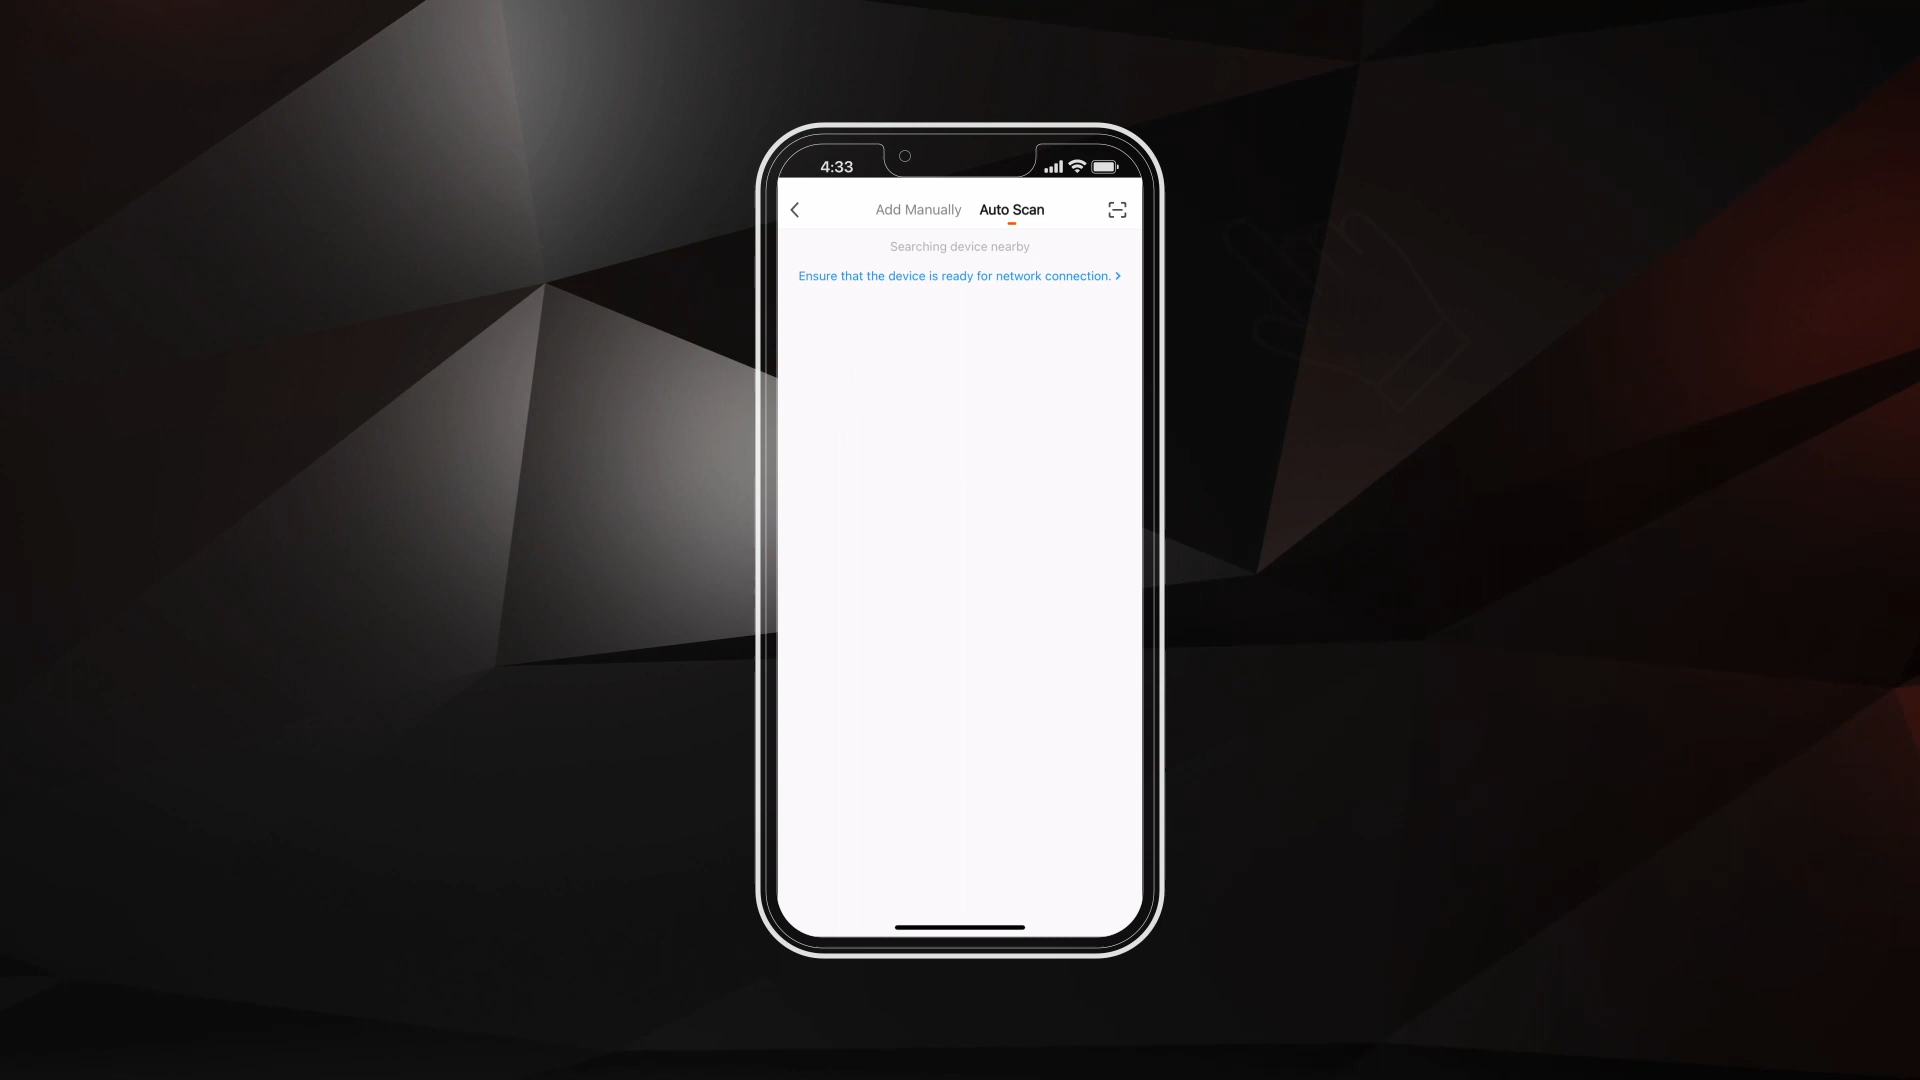 4:33
Add Manually Auto Scan
Searching device nearby
Ensure that the device is ready for network connection. >